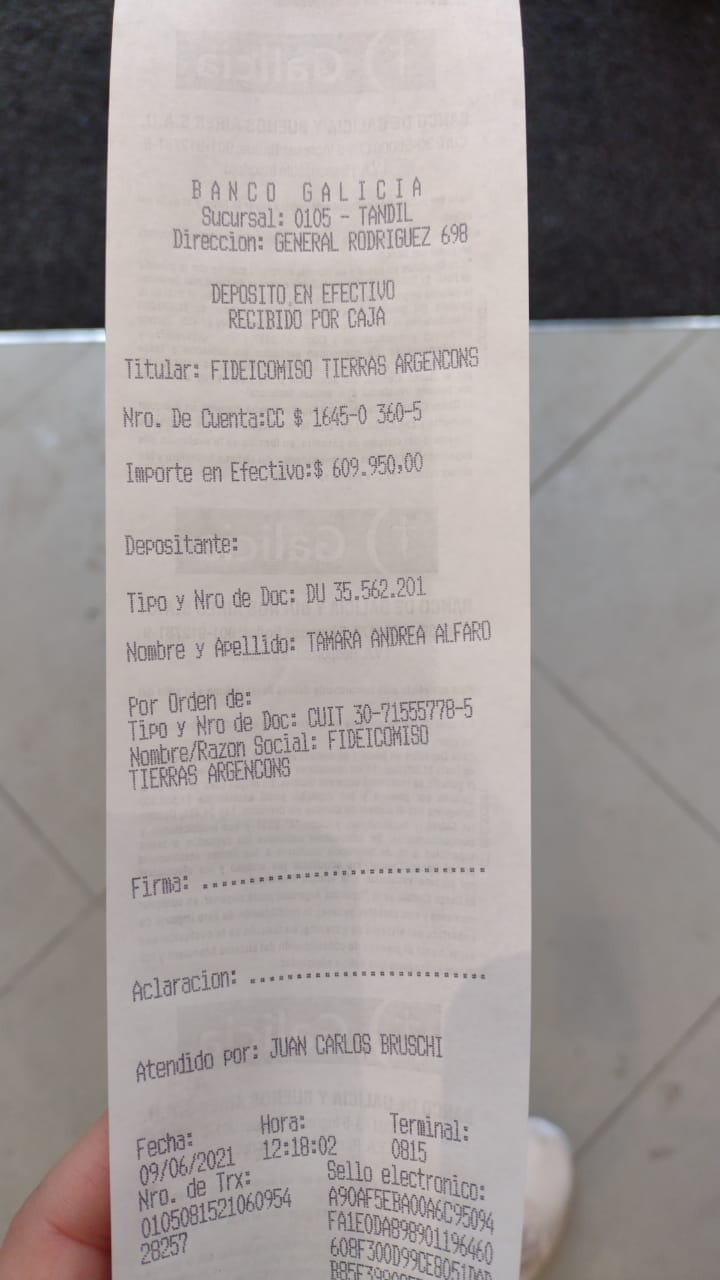 BANCO GALICIA
Sucursal: 0105 - TANDIL
Direccion: GENERAL RODRIGUEZ 698
DEPOSITO EN EFECTIVO
RECIBIDO POR CAJA
Titular: FIDEICOMISO TIERRAS ARGENCONS
Nro. De Cuenta:CC $ 1645-0 360-5
Importe en Efectivo:$ 609.950,00
Depositante:
Tipo y Nro de Doc: DU 35.562.201
Nombre y Apellido: TAMARA ANDREA ALFARO
Por Orden de:
Tipo y Nro de Doc: CUIT 30-71555778-5
Nombre/Razon Social: FIDEICOMISO
TIERRAS ARGENCONS
Firma: ..............................
Aclaracion: .........................
Atendido por: JUAN CARLOS BRUSCHI
Fecha: Hora: Terminal:
09/06/2021 12:18:02 0815
Nro. de Trx: Sello electronico:
0105081521060954 A90AF5EBA00A6C95094
28257 FA1E0DA898901196460